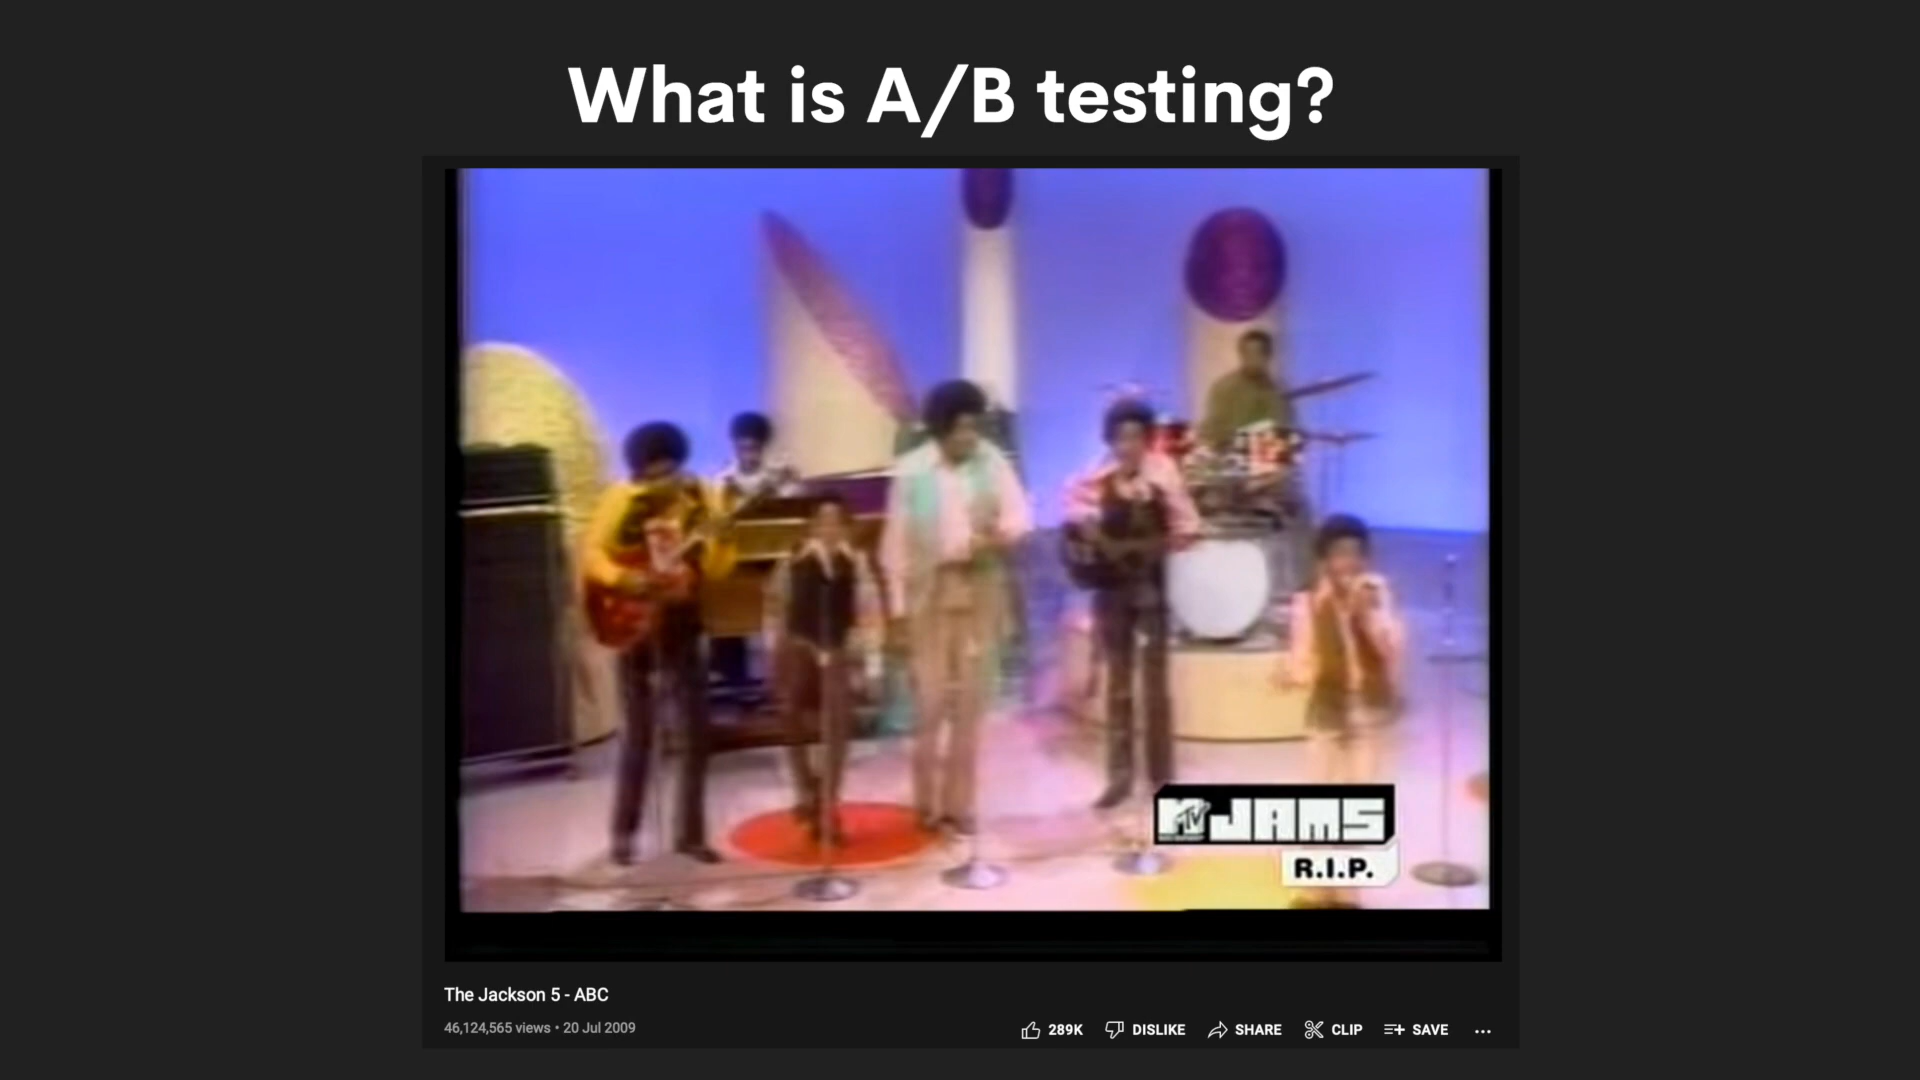 What is A/B testing?
MTV JAMS
R.I.P.
The Jackson 5 - ABC
46,124,565 views • 20 Jul 2009
289K DISLIKE SHARE CLIP SAVE ...